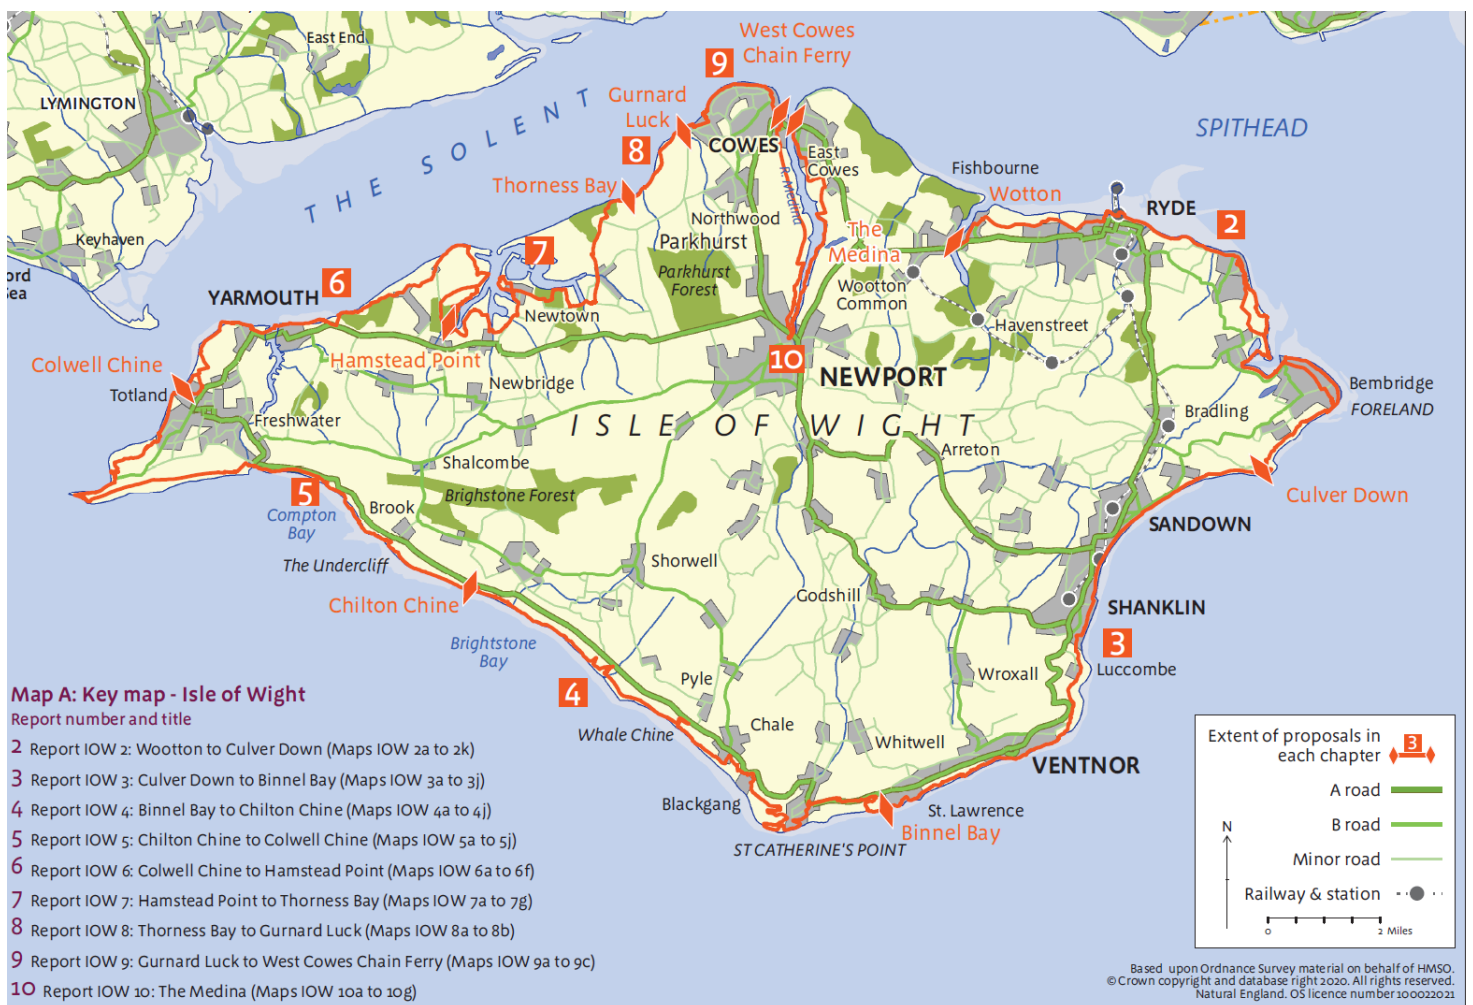 West Cowes
Chain Ferry
9
East End
LYMINGTON
Gurnard
Luck
THE SOLENT
SPITHEAD
8
COWES
East
Cowes
R. Medina
Fishbourne
Thorness Bay
Wotton
RYDE
2
Northwood
The
Medina
Keyhaven
7
Parkhurst
Parkhurst
Forest
ord
Sea
6
YARMOUTH
Wootton
Common
Newtown
Havenstreet
Colwell Chine
Hamstead Point
10
NEWPORT
Totland
Newbridge
Bembridge
FORELAND
Freshwater
ISLE OF WIGHT
Bradling
Shalcombe
Arreton
5
Brighstone Forest
Culver Down
Compton
Bay
Brook
SANDOWN
The Undercliff
Shorwell
Chilton Chine
Godshill
SHANKLIN
Brightstone
Bay
3
Luccombe
Pyle
Wroxall
4
Whale Chine
Chale
Whitwell
VENTNOR
Blackgang
St. Lawrence
Binnel Bay
ST CATHERINE'S POINT
Map A: Key map - Isle of Wight
Report number and title
2 Report IOW 2: Wootton to Culver Down (Maps IOW 2a to 2k)
3 Report IOW 3: Culver Down to Binnel Bay (Maps IOW 3a to 3j)
4 Report IOW 4: Binnel Bay to Chilton Chine (Maps IOW 4a to 4j)
5 Report IOW 5: Chilton Chine to Colwell Chine (Maps IOW 5a to 5j)
6 Report IOW 6: Colwell Chine to Hamstead Point (Maps IOW 6a to 6f)
7 Report IOW 7: Hamstead Point to Thorness Bay (Maps IOW 7a to 7g)
8 Report IOW 8: Thorness Bay to Gurnard Luck (Maps IOW 8a to 8b)
9 Report IOW 9: Gurnard Luck to West Cowes Chain Ferry (Maps IOW 9a to 9c)
10 Report IOW 10: The Medina (Maps IOW 10a to 10g)
Extent of proposals in
each chapter
3
A road
B road
Minor road
Railway & station
N
0 2 Miles
Based upon Ordnance Survey material on behalf of HMSO.
© Crown copyright and database right 2020. All rights reserved.
Natural England. OS licence number 100022021